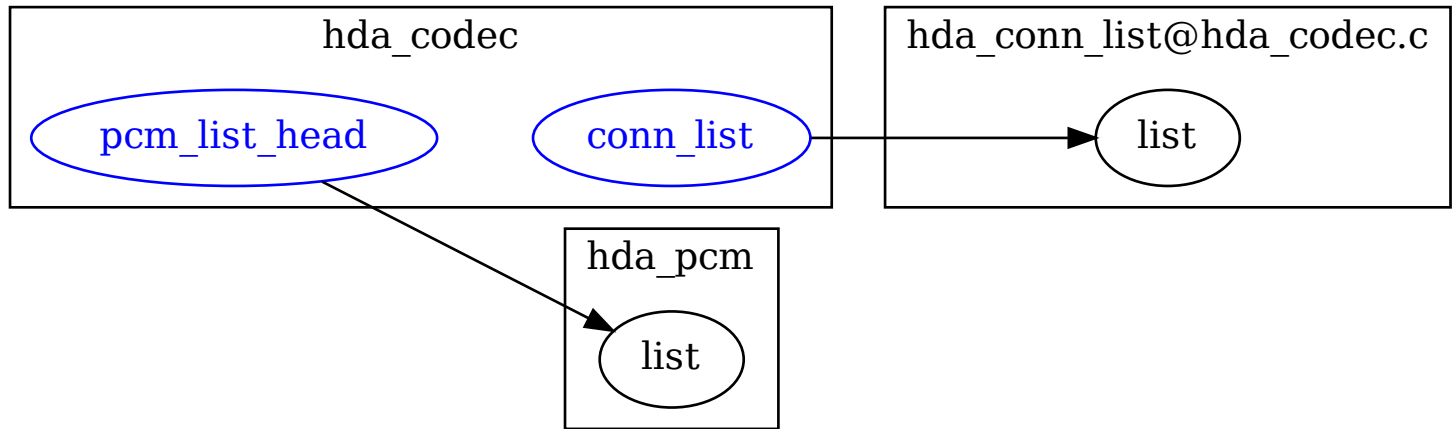 hda_codec
pcm_list_head
conn_list
hda_conn_list@hda_codec.c
list
hda_pcm
list